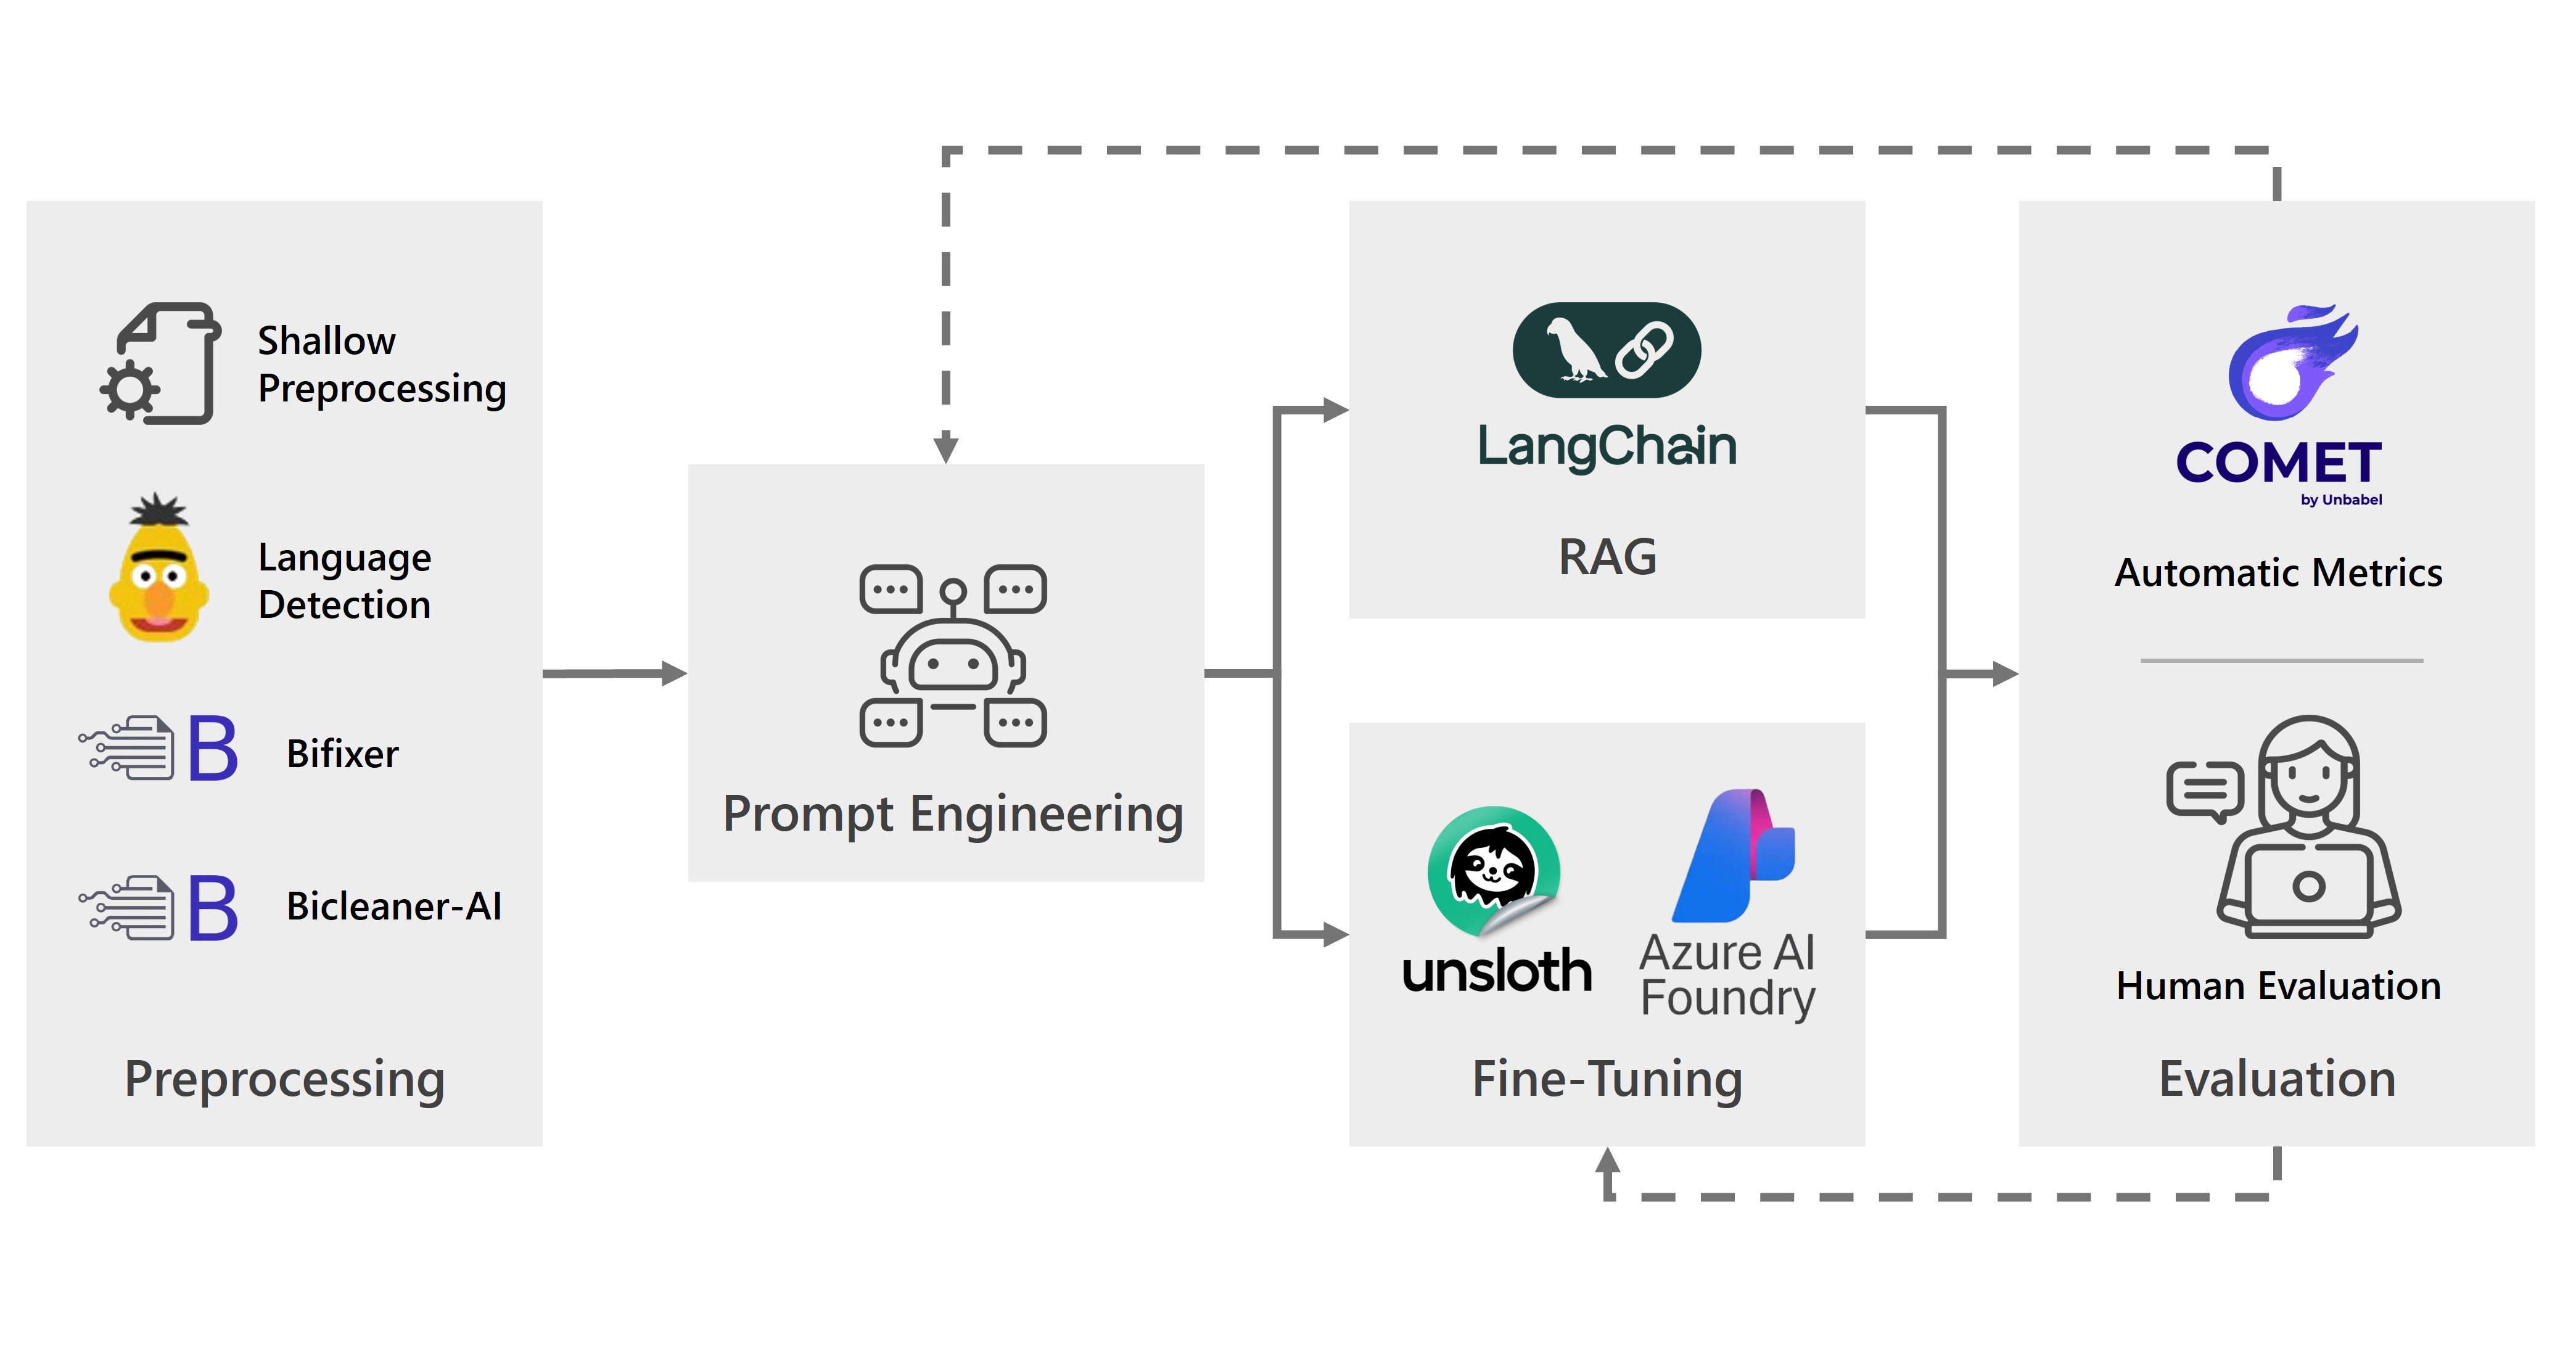 Shallow
Preprocessing
Language
Detection
B
Bifixer
B
Bicleaner-AI
Preprocessing
Prompt Engineering
LangChain
RAG
unsloth
Azure AI
Foundry
Fine-Tuning
COMET
by Unbabel
Automatic Metrics
Human Evaluation
Evaluation